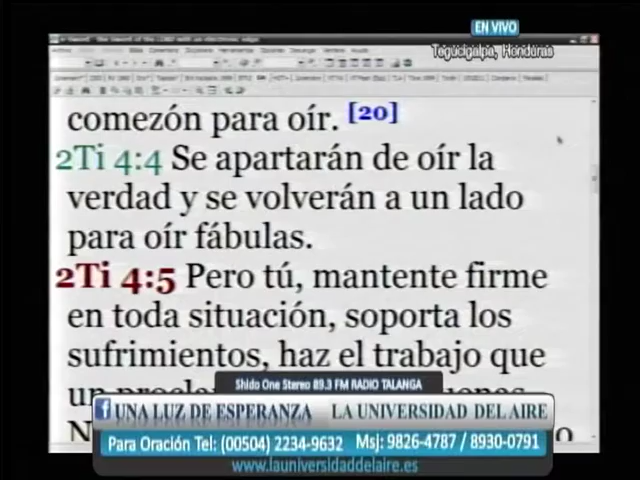 EN VIVO
Tegucigalpa, Honduras
comezón para oír. [20]
2Ti 4:4 Se apartarán de oír la
verdad y se volverán a un lado
para oír fábulas.
2Ti 4:5 Pero tú, mantente firme
en toda situación, soporta los
sufrimientos, haz el trabajo que
un
Shido One Stereo 89.3 FM RADIO TALANGA
UNA LUZ DE ESPERANZA LA UNIVERSIDAD DEL AIRE
Para Oración Tel: (00504) 2234-9632 Msj: 9826-4787 / 8930-0791
www.launiversidaddelaire.es